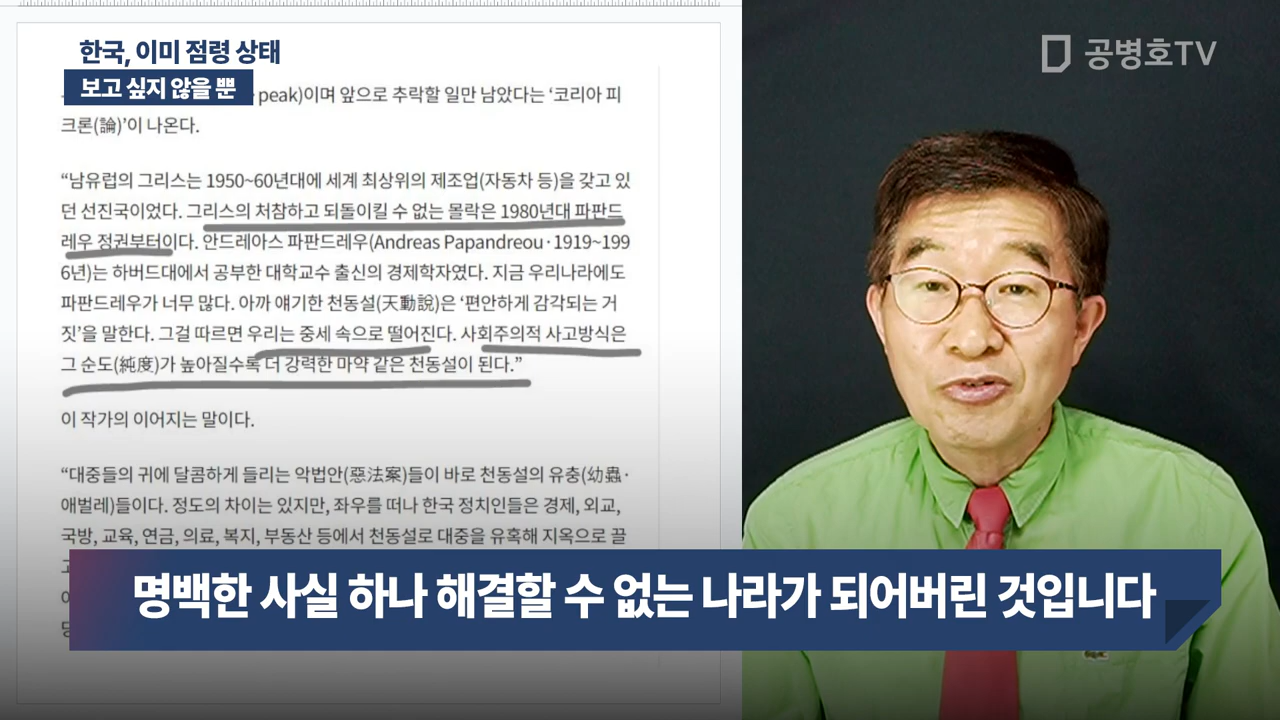 한국, 이미 점령 상태
보고 싶지 않을 뿐
공병호TV
peak)이며 앞으로 추락할 일만 남았다는 ‘코리아 피
크론(論)’이 나온다.
“남유럽의 그리스는 1950~60년대에 세계 최상위의 제조업(자동차 등)을 갖고 있
던 선진국이었다. 그리스의 처참하고 되돌이킬 수 없는 몰락은 1980년대 파판드
레우 정권부터이다. 안드레아스 파판드레우(Andreas Papandreou·1919~199
6년)는 하버드대에서 공부한 대학교수 출신의 경제학자였다. 지금 우리나라에도
파판드레우가 너무 많다. 아까 얘기한 천동설(天動說)은 ‘편안하게 감각되는 거
짓’을 말한다. 그걸 따르면 우리는 중세 속으로 떨어진다. 사회주의적 사고방식은
그 순도(純度)가 높아질수록 더 강력한 마약 같은 천동설이 된다.”
이 작가의 이어지는 말이다.
“대중들의 귀에 달콤하게 들리는 악법안(惡法案)들이 바로 천동설의 유충(幼蟲·
애벌레)들이다. 정도의 차이는 있지만, 좌우를 떠나 한국 정치인들은 경제, 외교,
국방, 교육, 연금, 의료, 복지, 부동산 등에서 천동설로 대중을 유혹해 지옥으로 끌
명백한 사실 하나 해결할 수 없는 나라가 되어버린 것입니다